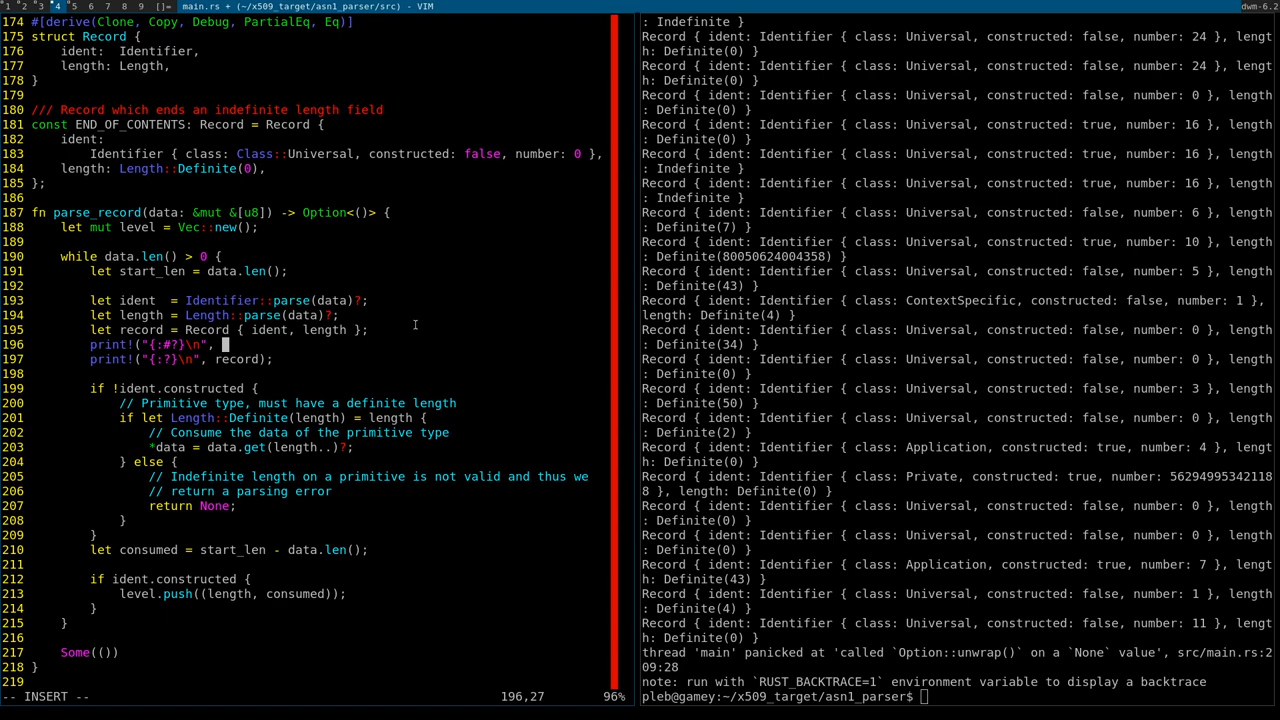 1 2 3 4 5 6 7 8 9 []= main.rs + (~/x509_target/asn1_parser/src) - VIM dwm-6.2
174 #[derive(Clone, Copy, Debug, PartialEq, Eq)]
175 struct Record {
176     ident:  Identifier,
177     length: Length,
178 }
179
180 /// Record which ends an indefinite length field
181 const END_OF_CONTENTS: Record = Record {
182     ident:
183         Identifier { class: Class::Universal, constructed: false, number: 0 },
184     length: Length::Definite(0),
185 };
186
187 fn parse_record(data: &mut &[u8]) -> Option<()> {
188     let mut level = Vec::new();
189
190     while data.len() > 0 {
191         let start_len = data.len();
192
193         let ident  = Identifier::parse(data)?;
194         let length = Length::parse(data)?;
195         let record = Record { ident, length };
196         print!("{:#?}\n",
197         print!("{:?}\n", record);
198
199         if !ident.constructed {
200             // Primitive type, must have a definite length
201             if let Length::Definite(length) = length {
202                 // Consume the data of the primitive type
203                 *data = data.get(length..)?;
204             } else {
205                 // Indefinite length on a primitive is not valid and thus we
206                 // return a parsing error
207                 return None;
208             }
209         }
210         let consumed = start_len - data.len();
211
212         if ident.constructed {
213             level.push((length, consumed));
214         }
215     }
216
217     Some(())
218 }
219
-- INSERT -- 196,27 96%
: Indefinite }
Record { ident: Identifier { class: Universal, constructed: false, number: 24 }, lengt
h: Definite(0) }
Record { ident: Identifier { class: Universal, constructed: false, number: 24 }, lengt
h: Definite(0) }
Record { ident: Identifier { class: Universal, constructed: false, number: 0 }, length
: Definite(0) }
Record { ident: Identifier { class: Universal, constructed: true, number: 16 }, length
: Definite(0) }
Record { ident: Identifier { class: Universal, constructed: true, number: 16 }, length
: Indefinite }
Record { ident: Identifier { class: Universal, constructed: true, number: 16 }, length
: Indefinite }
Record { ident: Identifier { class: Universal, constructed: false, number: 6 }, length
: Definite(7) }
Record { ident: Identifier { class: Universal, constructed: true, number: 10 }, length
: Definite(80050624004358) }
Record { ident: Identifier { class: Universal, constructed: false, number: 5 }, length
: Definite(43) }
Record { ident: Identifier { class: ContextSpecific, constructed: false, number: 1 },
length: Definite(4) }
Record { ident: Identifier { class: Universal, constructed: false, number: 0 }, length
: Definite(34) }
Record { ident: Identifier { class: Universal, constructed: false, number: 0 }, length
: Definite(0) }
Record { ident: Identifier { class: Universal, constructed: false, number: 3 }, length
: Definite(50) }
Record { ident: Identifier { class: Universal, constructed: false, number: 0 }, length
: Definite(2) }
Record { ident: Identifier { class: Application, constructed: true, number: 4 }, lengt
h: Definite(0) }
Record { ident: Identifier { class: Private, constructed: true, number: 56294995342118
8 }, length: Definite(0) }
Record { ident: Identifier { class: Universal, constructed: false, number: 0 }, length
: Definite(0) }
Record { ident: Identifier { class: Universal, constructed: false, number: 0 }, length
: Definite(0) }
Record { ident: Identifier { class: Application, constructed: true, number: 7 }, lengt
h: Definite(43) }
Record { ident: Identifier { class: Universal, constructed: false, number: 1 }, length
: Definite(4) }
Record { ident: Identifier { class: Universal, constructed: false, number: 11 }, lengt
h: Definite(0) }
thread 'main' panicked at 'called `Option::unwrap()` on a `None` value', src/main.rs:2
09:28
note: run with `RUST_BACKTRACE=1` environment variable to display a backtrace
pleb@gamey:~/x509_target/asn1_parser$